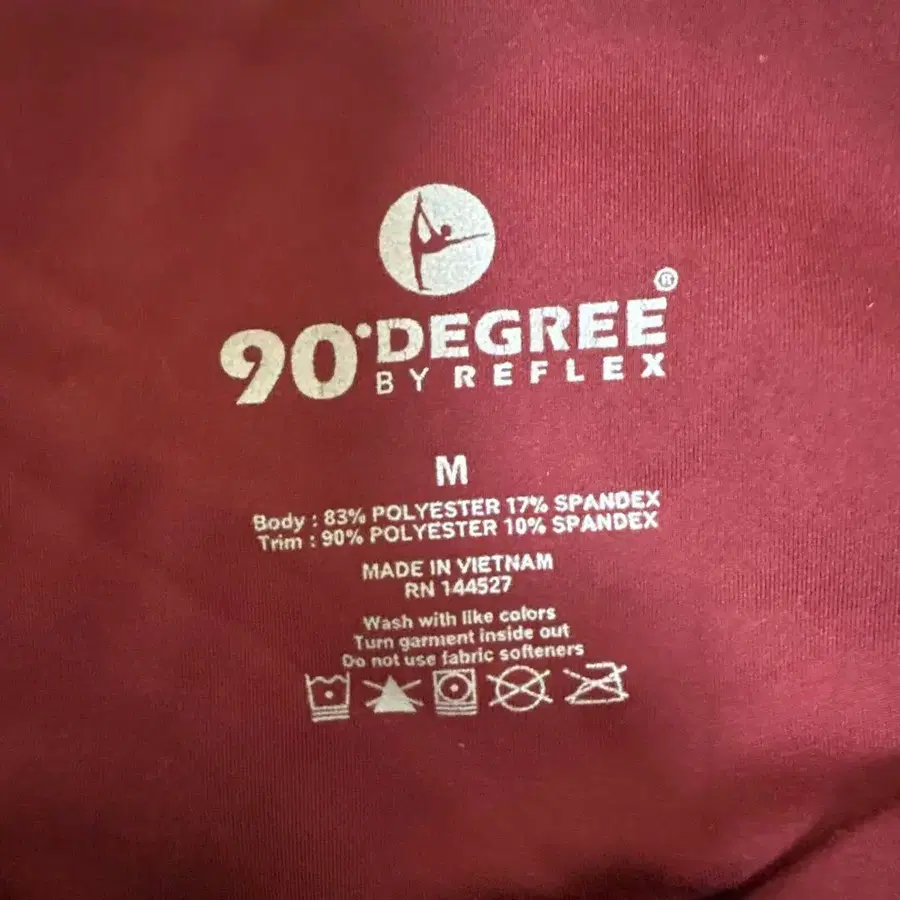 90°DEGREE®
BY REFLEX
M
Body : 83% POLYESTER 17% SPANDEX
Trim : 90% POLYESTER 10% SPANDEX
MADE IN VIETNAM
RN 144527
Wash with like colors
Turn garment inside out
Do not use fabric softeners